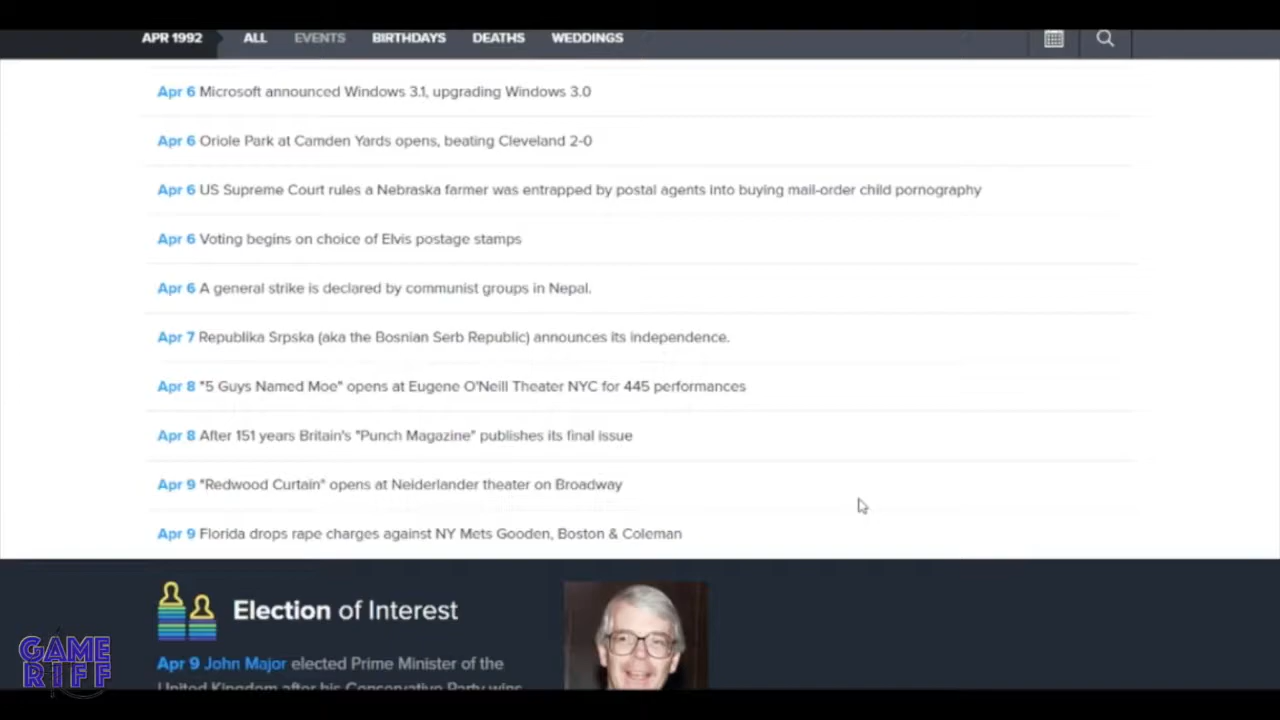 APR 1992 ALL EVENTS BIRTHDAYS DEATHS WEDDINGS
Apr 6 Microsoft announced Windows 3.1, upgrading Windows 3.0
Apr 6 Oriole Park at Camden Yards opens, beating Cleveland 2-0
Apr 6 US Supreme Court rules a Nebraska farmer was entrapped by postal agents into buying mail-order child pornography
Apr 6 Voting begins on choice of Elvis postage stamps
Apr 6 A general strike is declared by communist groups in Nepal.
Apr 7 Republika Srpska (aka the Bosnian Serb Republic) announces its independence.
Apr 8 "5 Guys Named Moe" opens at Eugene O'Neill Theater NYC for 445 performances
Apr 8 After 151 years Britain's "Punch Magazine" publishes its final issue
Apr 9 "Redwood Curtain" opens at Neiderlander theater on Broadway
Apr 9 Florida drops rape charges against NY Mets Gooden, Boston & Coleman
Election of Interest
Apr 9 John Major elected Prime Minister of the
United Kingdom after his Conservative Party wins
GAME
RIFF